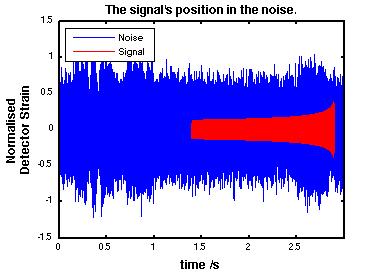 The signal's position in the noise.
Noise
Signal
1.5
1
0.5
0
-0.5
-1
-1.5
Normalised
Detector Strain
0 0.5 1 1.5 2 2.5
time /s